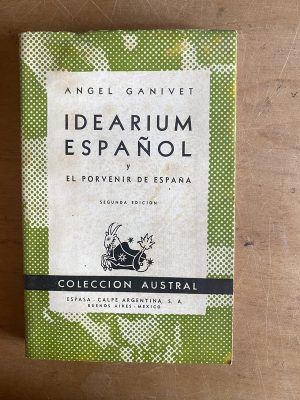 ANGEL GANIVET
IDEARIUM
ESPAÑOL
y
EL PORVENIR DE ESPAÑA
SEGUNDA EDICION
COLECCION AUSTRAL
ESPASA-CALPE ARGENTINA, S. A.
BUENOS AIRES-MEXICO